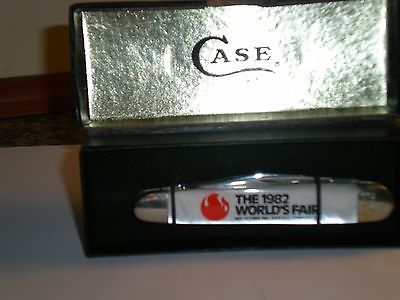 CASE
THE 1982
WORLD'S FAIR